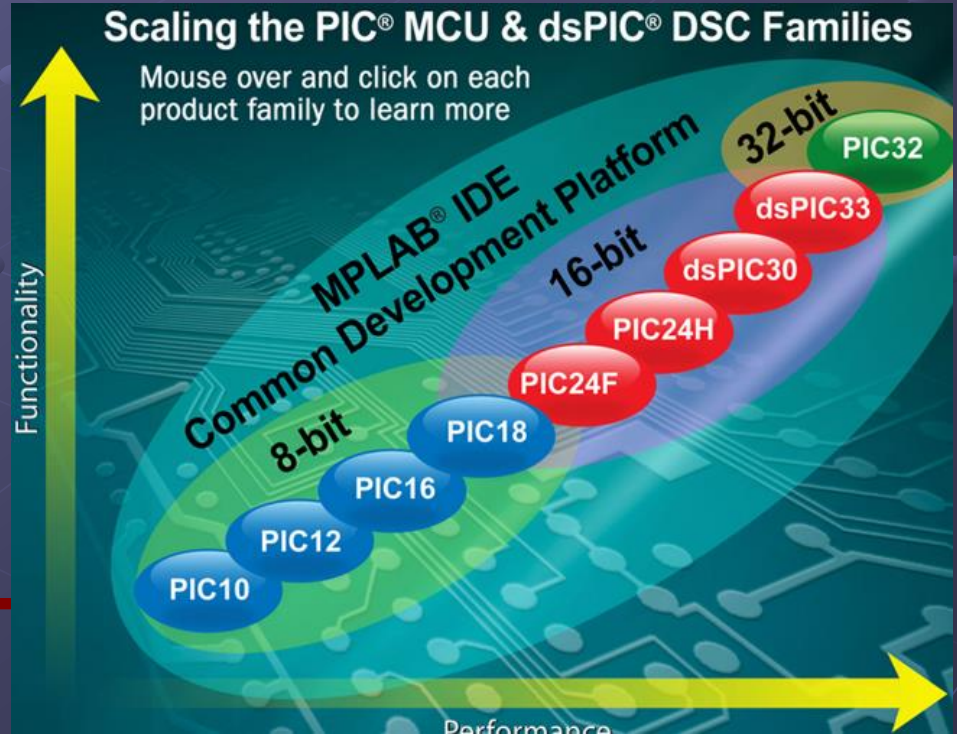 Scaling the PIC® MCU & dsPIC® DSC Families
Mouse over and click on each
product family to learn more
Functionality
MPLAB® IDE
Common Development Platform
32-bit
PIC32
dsPIC33
16-bit
dsPIC30
PIC24H
PIC24F
8-bit
PIC18
PIC16
PIC12
PIC10
Performance